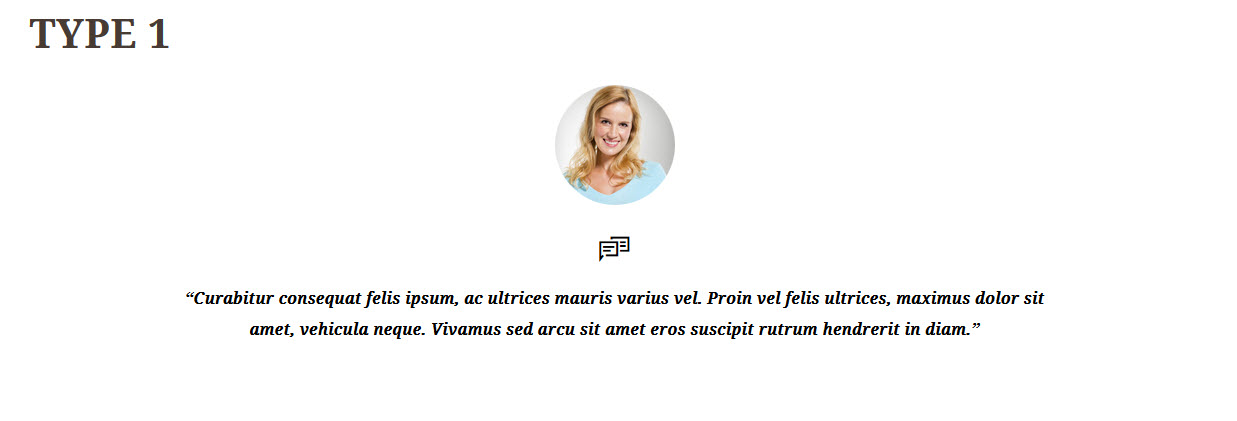 TYPE 1
“Curabitur consequat felis ipsum, ac ultrices mauris varius vel. Proin vel felis ultrices, maximus dolor sit
amet, vehicula neque. Vivamus sed arcu sit amet eros suscipit rutrum hendrerit in diam.”